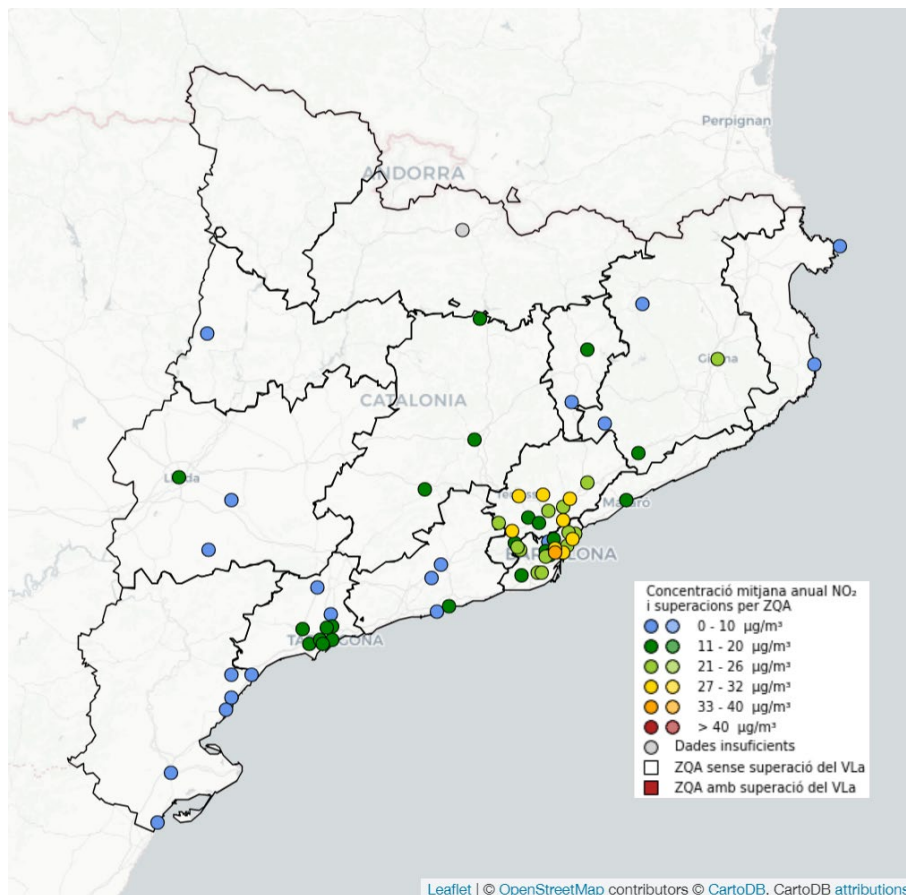 Perpignan
ANDORRA
Girona
CATALONIA
Lleida
Terrassa
Mataró
BARCELONA
TARRAGONA
Concentració mitjana anual NO₂
i superacions per ZQA
0 - 10 µg/m³
11 - 20 µg/m³
21 - 26 µg/m³
27 - 32 µg/m³
33 - 40 µg/m³
> 40 µg/m³
Dades insuficients
ZQA sense superació del VLa
ZQA amb superació del VLa
Leaflet | © OpenStreetMap contributors © CartoDB, CartoDB attributions